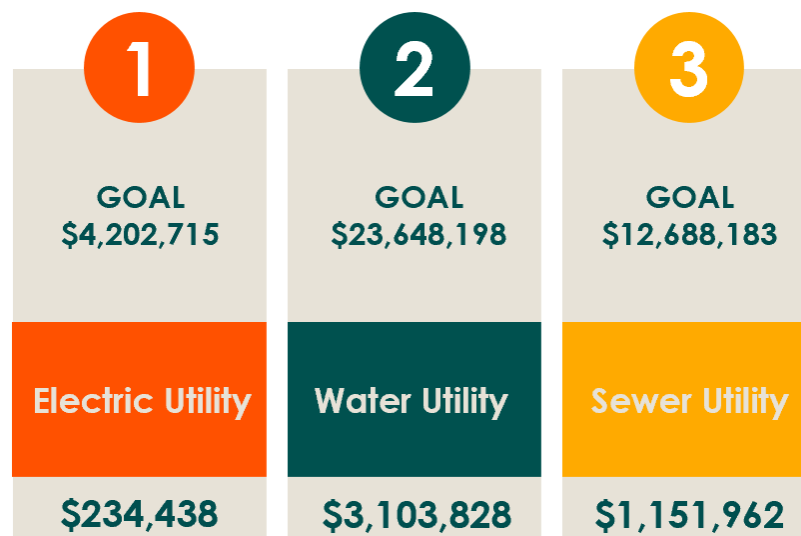 1
GOAL
$4,202,715
Electric Utility
$234,438
2
GOAL
$23,648,198
Water Utility
$3,103,828
3
GOAL
$12,688,183
Sewer Utility
$1,151,962